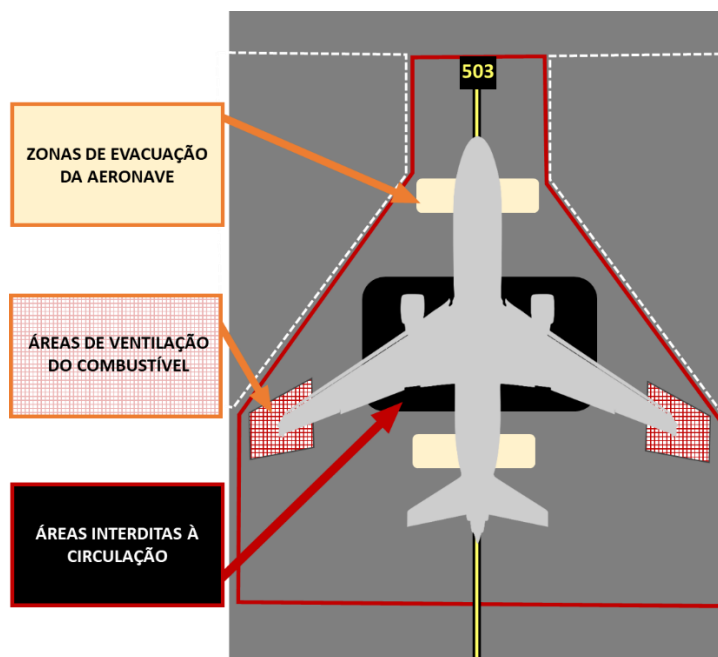 503
ZONAS DE EVACUAÇÃO
DA AERONAVE
ÁREAS DE VENTILAÇÃO
DO COMBUSTÍVEL
ÁREAS INTERDITAS À
CIRCULAÇÃO